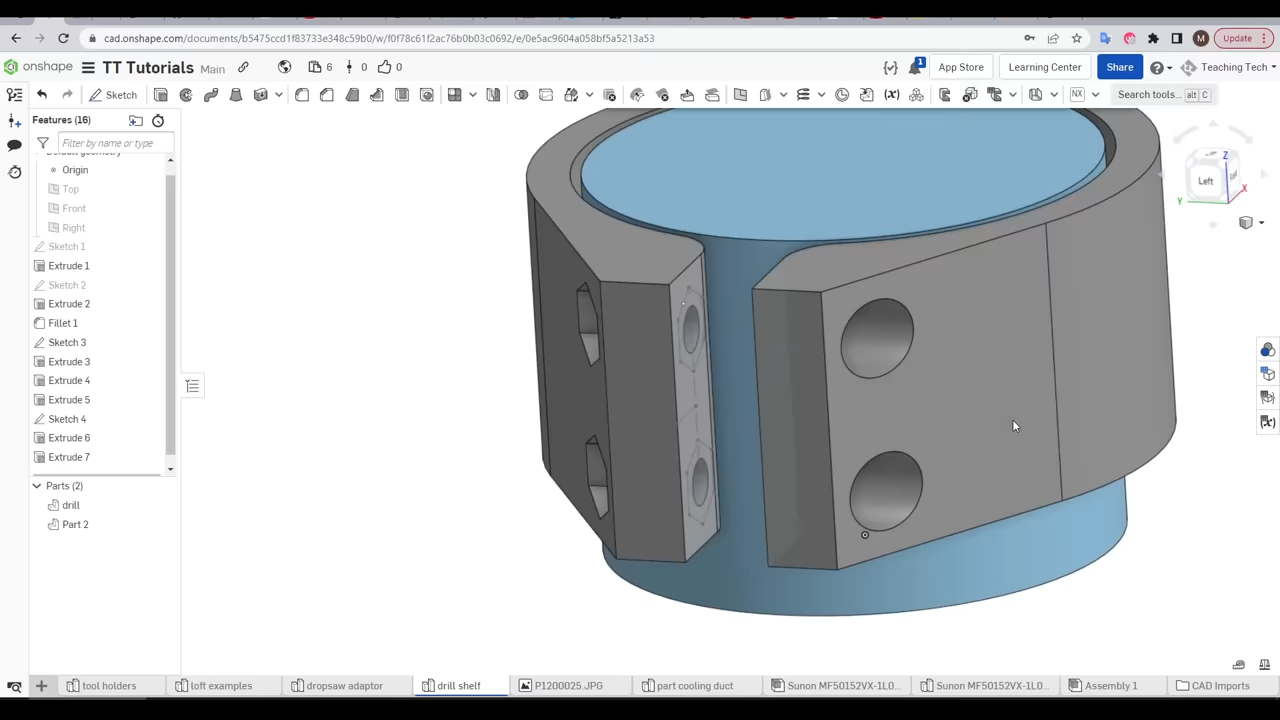 cad.onshape.com/documents/b5475ccd1f83733e348c59b0/w/f0f78c61f2ac76b0b03c0692/e/0e5ac9604a058bf5a5213a53
M
Update
onshape
TT Tutorials
Main
6
0
0
1
App Store
Learning Center
Share
Teaching Tech
Sketch
NX
Search tools...
alt
C
Features (16)
Filter by name or type
Default geometry
Origin
Top
Front
Right
Sketch 1
Extrude 1
Sketch 2
Extrude 2
Fillet 1
Sketch 3
Extrude 3
Extrude 4
Extrude 5
Sketch 4
Extrude 6
Extrude 7
Parts (2)
drill
Part 2
Z
Left
X
Y
tool holders
loft examples
dropsaw adaptor
drill shelf
P1200025.JPG
part cooling duct
Sunon MF50152VX-1L0...
Sunon MF50152VX-1L0...
Assembly 1
CAD Imports